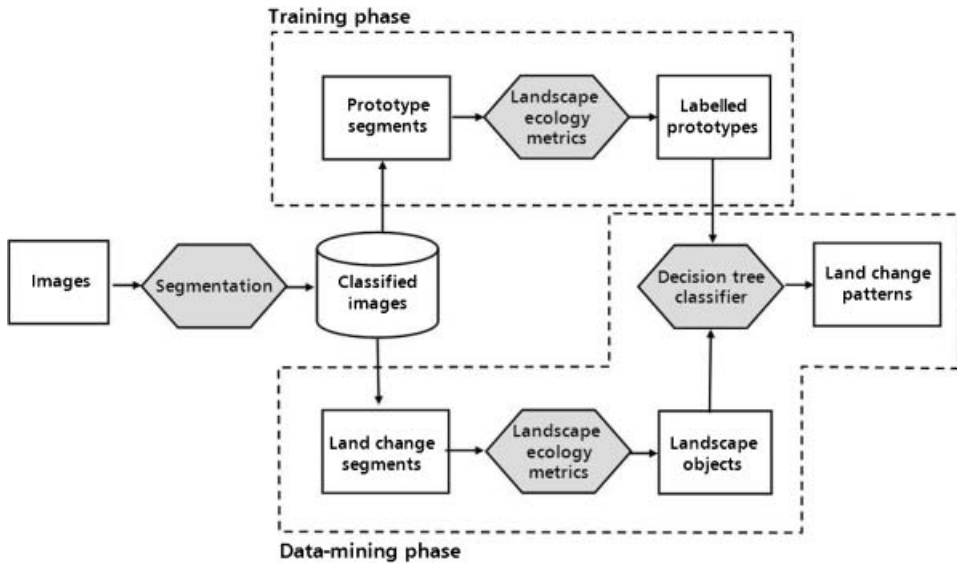 Training phase
Prototype
segments
Landscape
ecology
metrics
Labelled
prototypes
Images
Segmentation
Classified
images
Decision tree
classifier
Land change
patterns
Land change
segments
Landscape
ecology
metrics
Landscape
objects
Data-mining phase